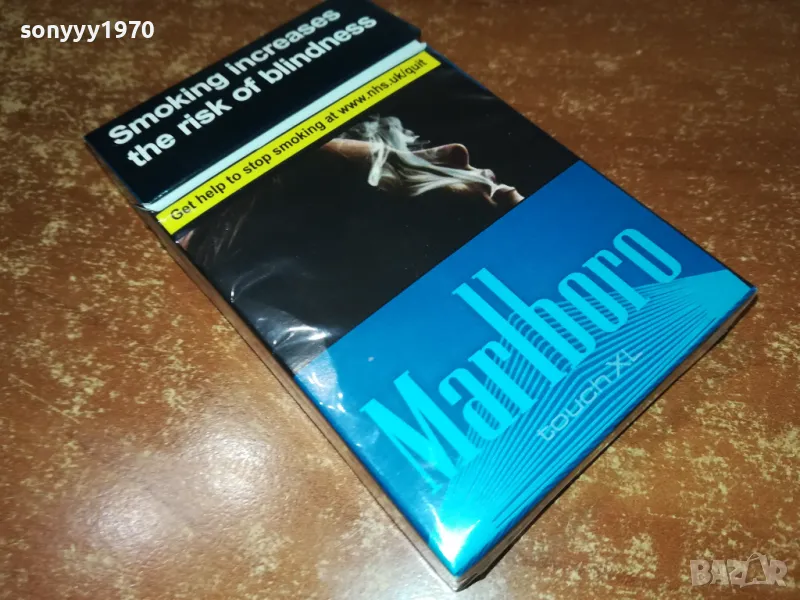 sonyyy1970
Smoking increases
the risk of blindness
Get help to stop smoking at www.nhs.uk/quit
Marlboro
touch XL
BAZAR